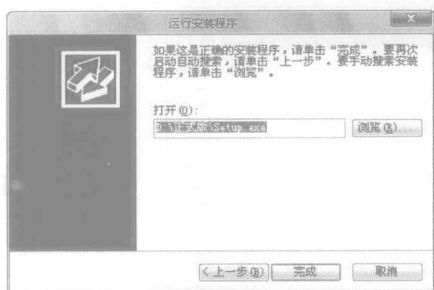 运行安装程序
如果这是正确的安装程序，请单击“完成”。要再次
启动自动搜索，请单击“上一步”。要手动搜索安装
程序，请单击“浏览”。
打开(O):
D:\正式版\Setup.exe
浏览(R)...
<上一步(B)
完成
取消